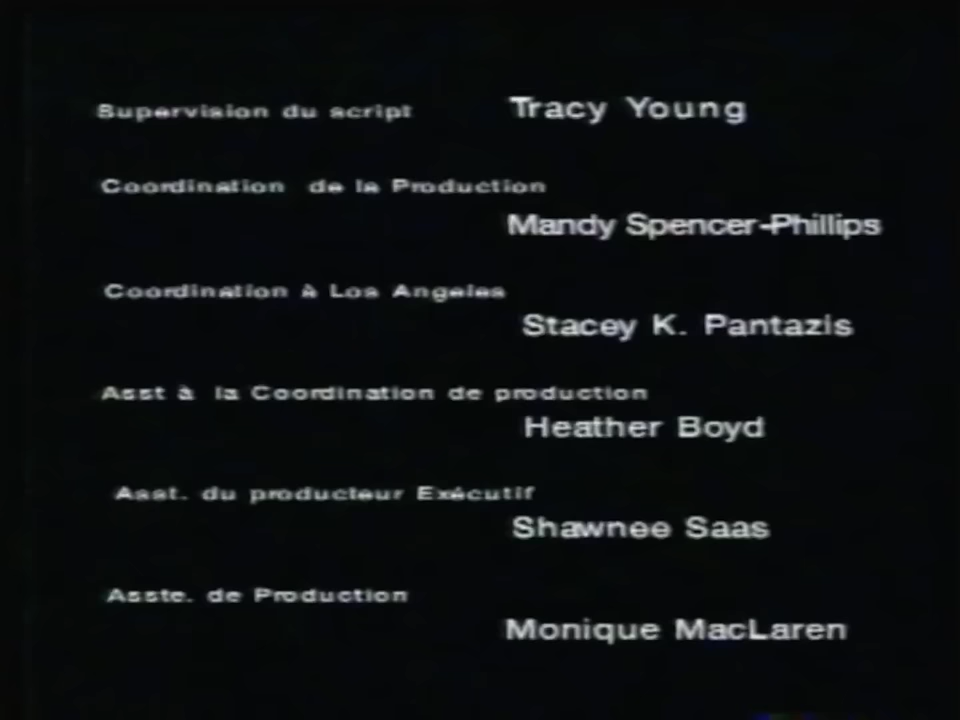 Supervision du script Tracy Young
Coordination de la Production
Mandy Spencer-Phillips
Coordination à Los Angeles
Stacey K. Pantazis
Asst à la Coordination de production
Heather Boyd
Asst. du producteur Exécutif
Shawnee Saas
Asste. de Production
Monique MacLaren